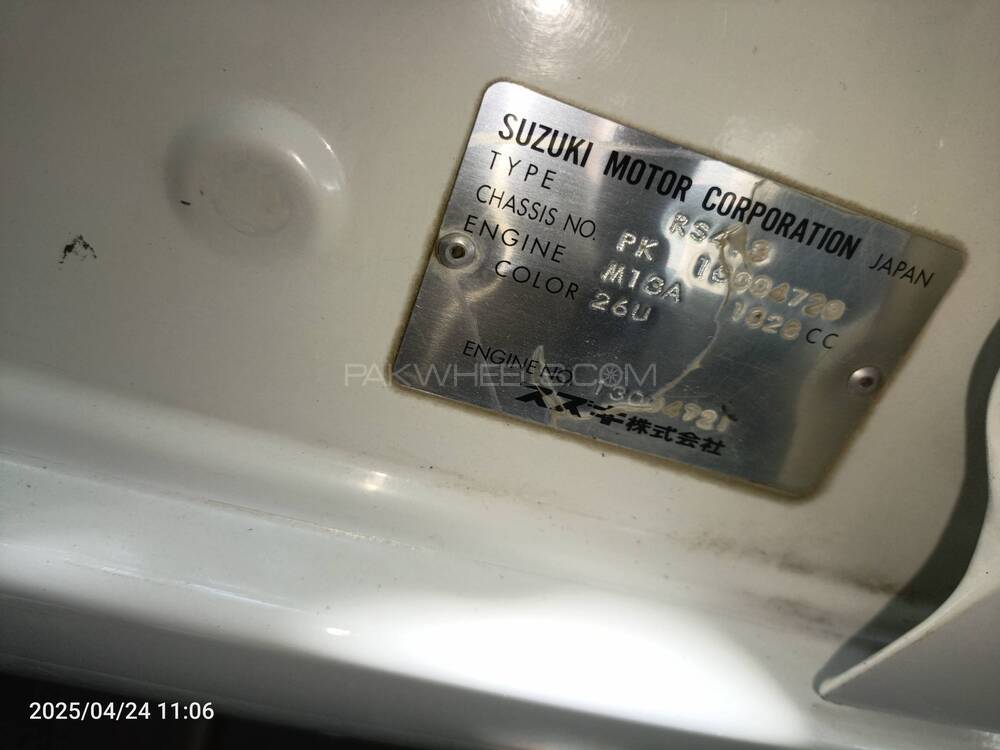 SUZUKI MOTOR CORPORATION JAPAN
TYPE
CHASSIS NO. PK
ENGINE M13A CC
COLOR 26U
PAKWHEELS.COM
ENGINE NO.
スズキ株式会社
2025/04/24 11:06